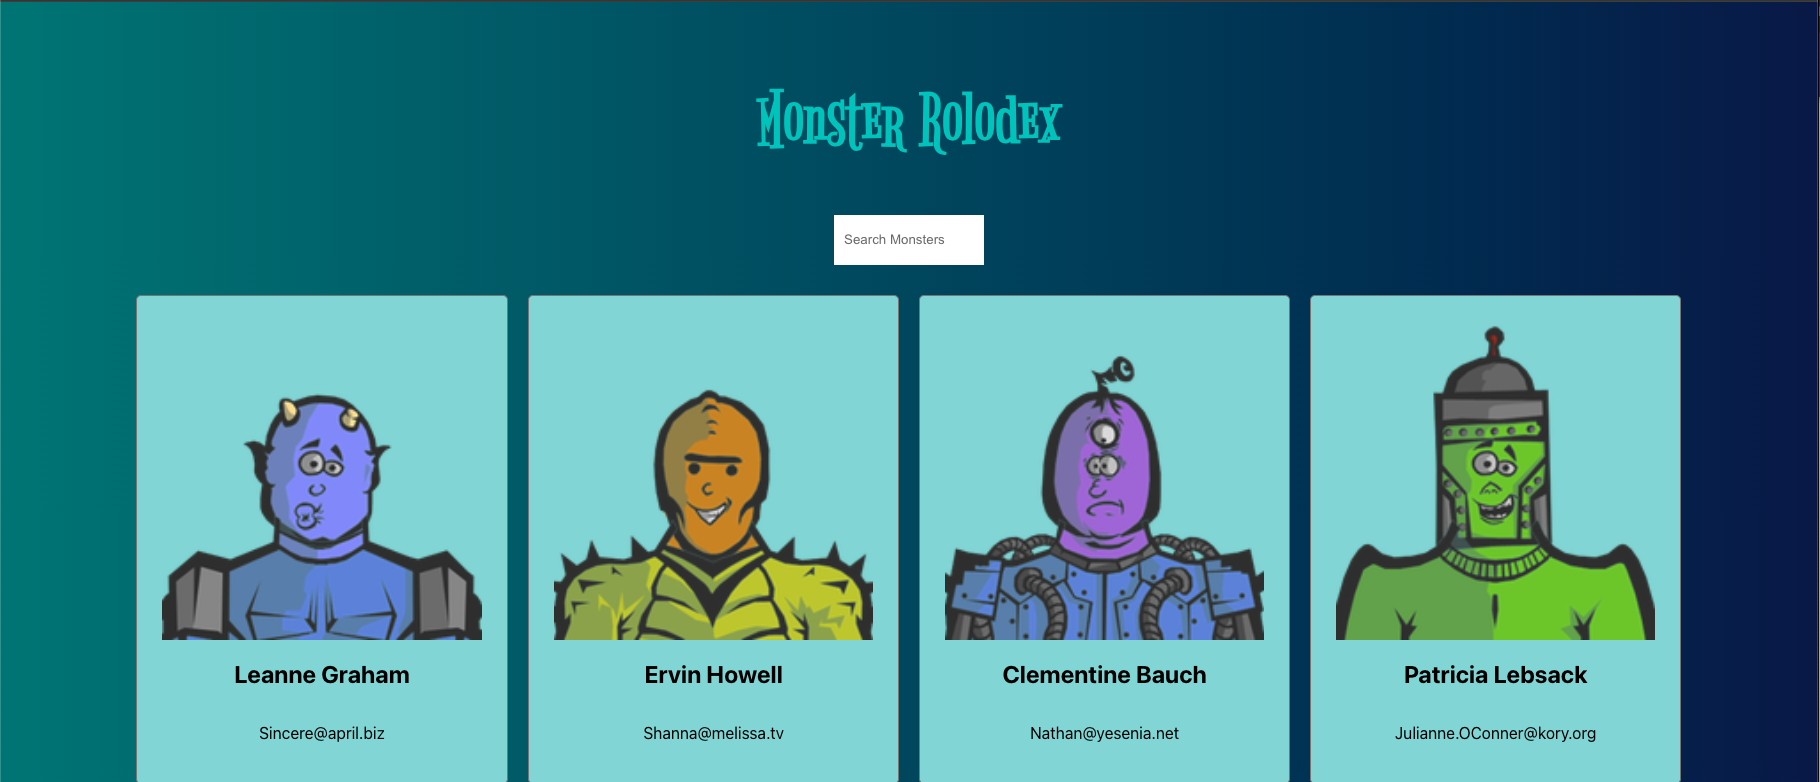 Monster Rolodex
Search Monsters
Leanne Graham
Ervin Howell
Clementine Bauch
Patricia Lebsack
Sincere@april.biz
Shanna@melissa.tv
Nathan@yesenia.net
Julianne.OConner@kory.org